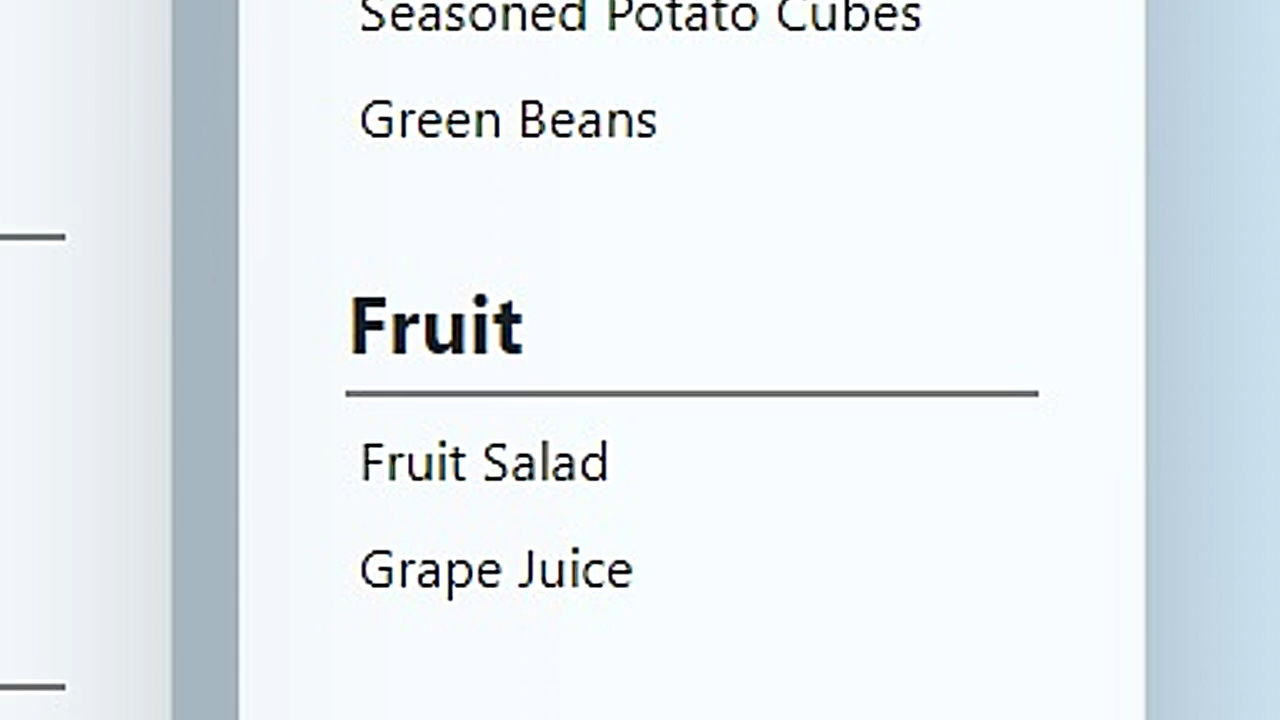 Seasoned Potato Cubes
Green Beans
Fruit
Fruit Salad
Grape Juice